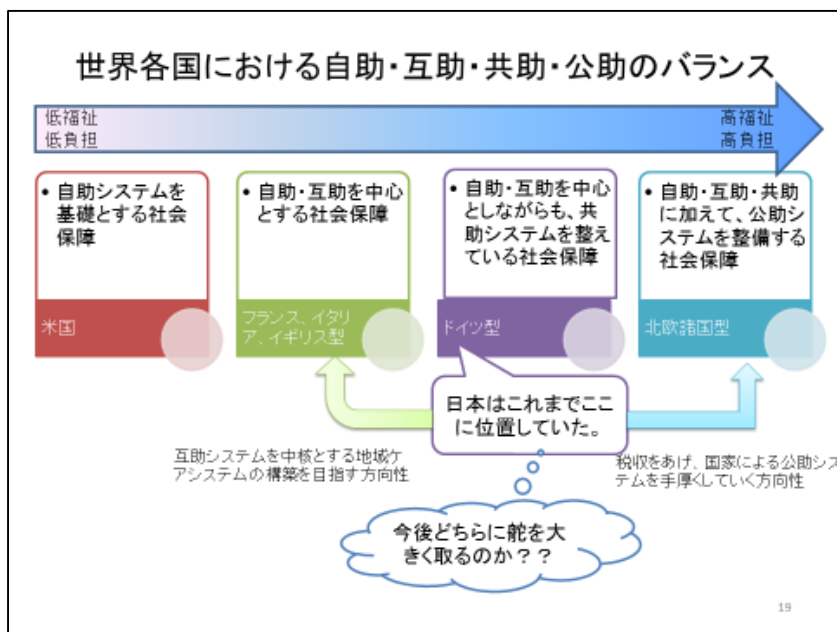 世界各国における自助・互助・共助・公助のバランス
低福祉
低負担
高福祉
高負担
• 自助システムを
基礎とする社会
保障
米国
• 自助・互助を中心
とする社会保障
フランス、イタリ
ア、イギリス型
• 自助・互助を中心
としながらも、共
助システムを整え
ている社会保障
ドイツ型
• 自助・互助・共助
に加えて、公助シ
ステムを整備する
社会保障
北欧諸国型
日本はこれまでここ
に位置していた。
互助システムを中核とする地域ケ
アシステムの構築を目指す方向性
税収をあげ、国家による公助シス
テムを手厚くしていく方向性
今後どちらに舵を大
きく取るのか？？
19